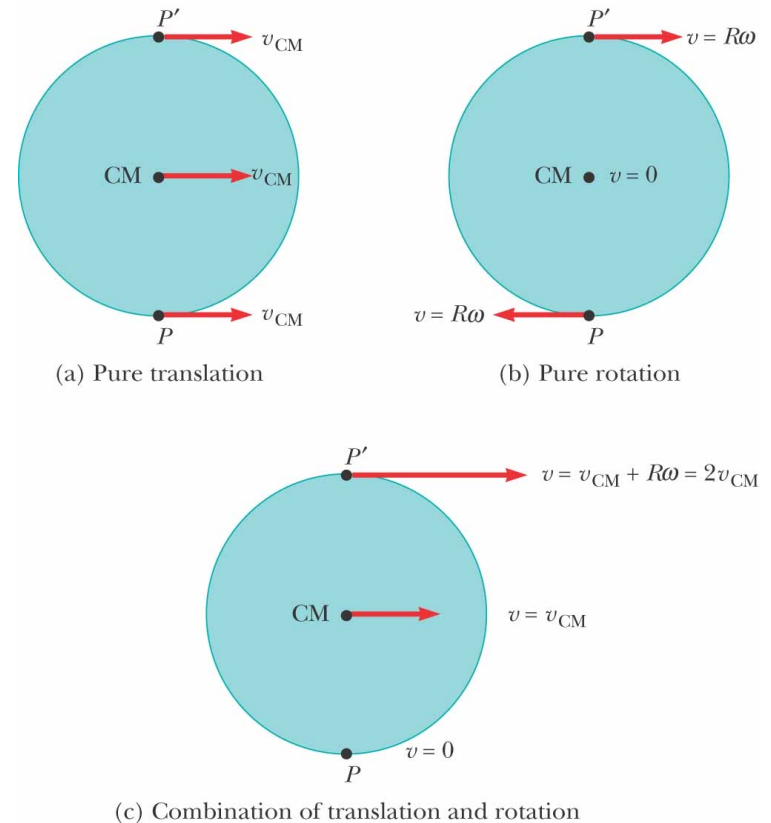 P′
v_CM
CM
v_CM
P
v_CM
(a) Pure translation
P′
v = Rω
CM
v = 0
v = Rω
P
(b) Pure rotation
P′
v = v_CM + Rω = 2v_CM
CM
v = v_CM
v = 0
P
(c) Combination of translation and rotation